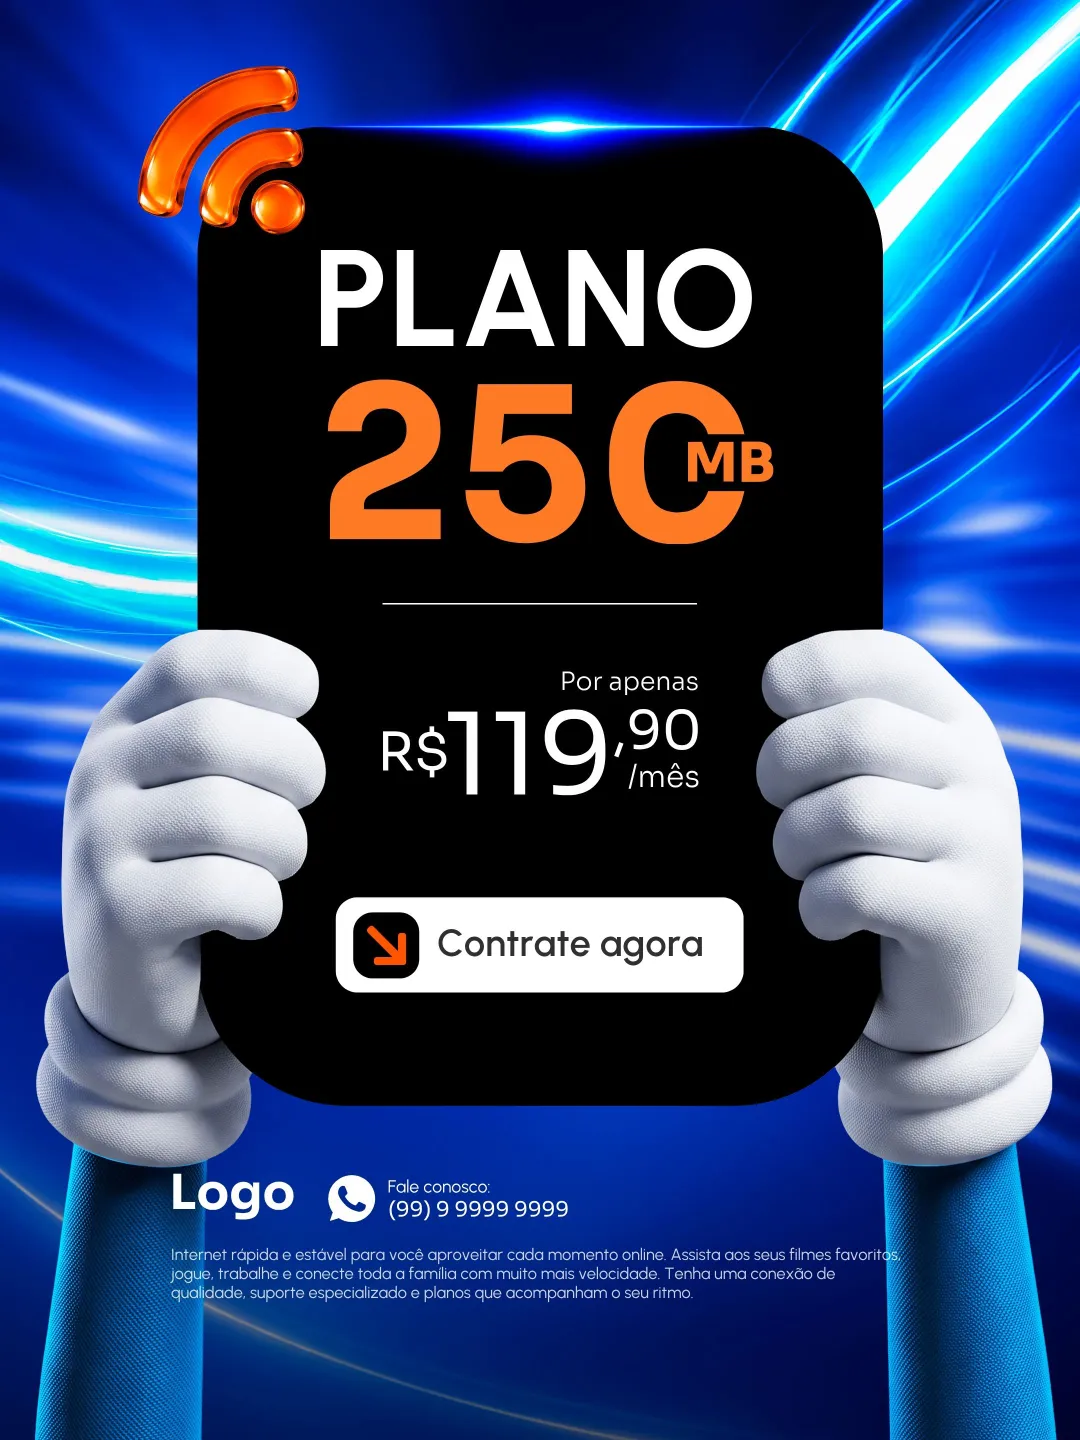 PLANO
250
MB
Por apenas
R$119,90
/mês
Contrate agora
Logo
Fale conosco:
(99) 9 9999 9999
Internet rápida e estável para você aproveitar cada momento online. Assista aos seus filmes favoritos,
jogue, trabalhe e conecte toda a família com muito mais velocidade. Tenha uma conexão de
qualidade, suporte especializado e planos que acompanham o seu ritmo.